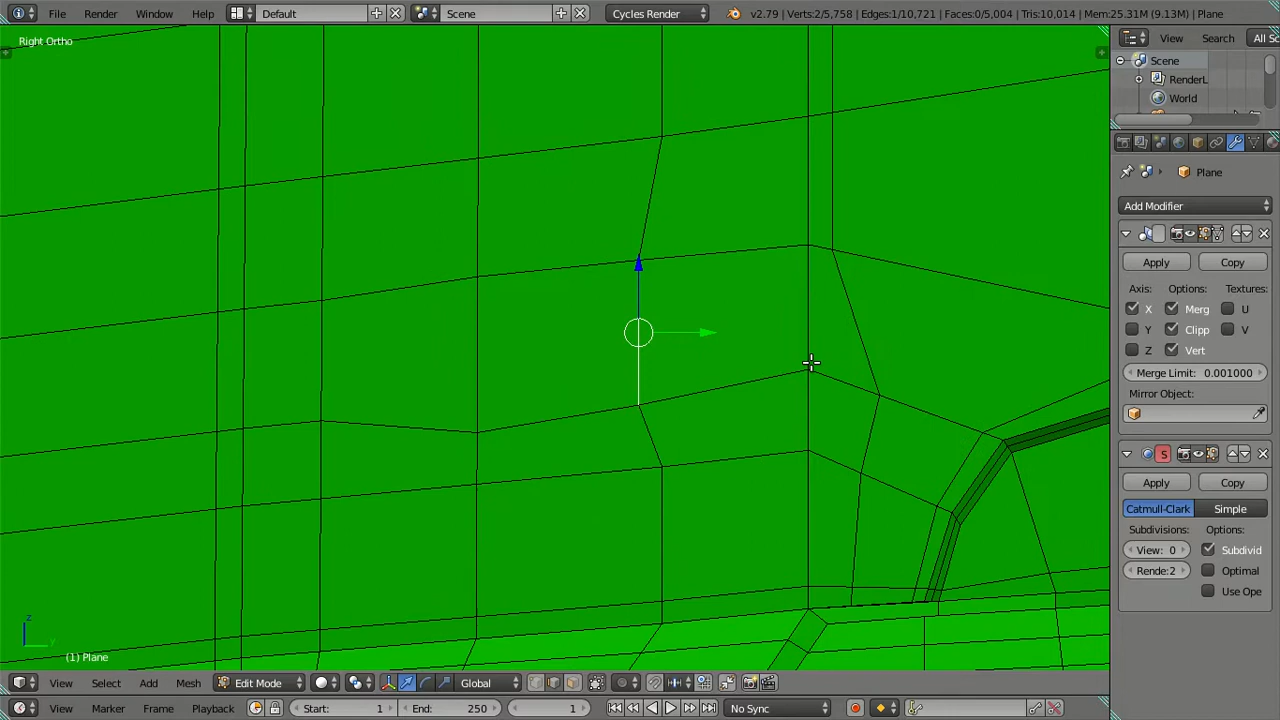 File Render Window Help Default Scene Cycles Render v2.79 | Verts:2/5,758 | Edges:1/10,721 | Faces:0/5,004 | Tris:10,014 | Mem:25.31M (9.13M) | Plane
Right Ortho
View Search All Sc
Scene
RenderL
World
Plane
Add Modifier
Apply Copy
Axis: Options: Textures:
X Merg U
Y Clipp V
Z Vert
Merge Limit: 0.001000
Mirror Object:
S
Apply Copy
Catmull-Clark Simple
Subdivisions: Options:
View: 0 Subdivid
Rende:2 Optimal
Use Ope
z
y
(1) Plane
View Select Add Mesh Edit Mode Global
View Marker Frame Playback Start: 1 End: 250 1 No Sync